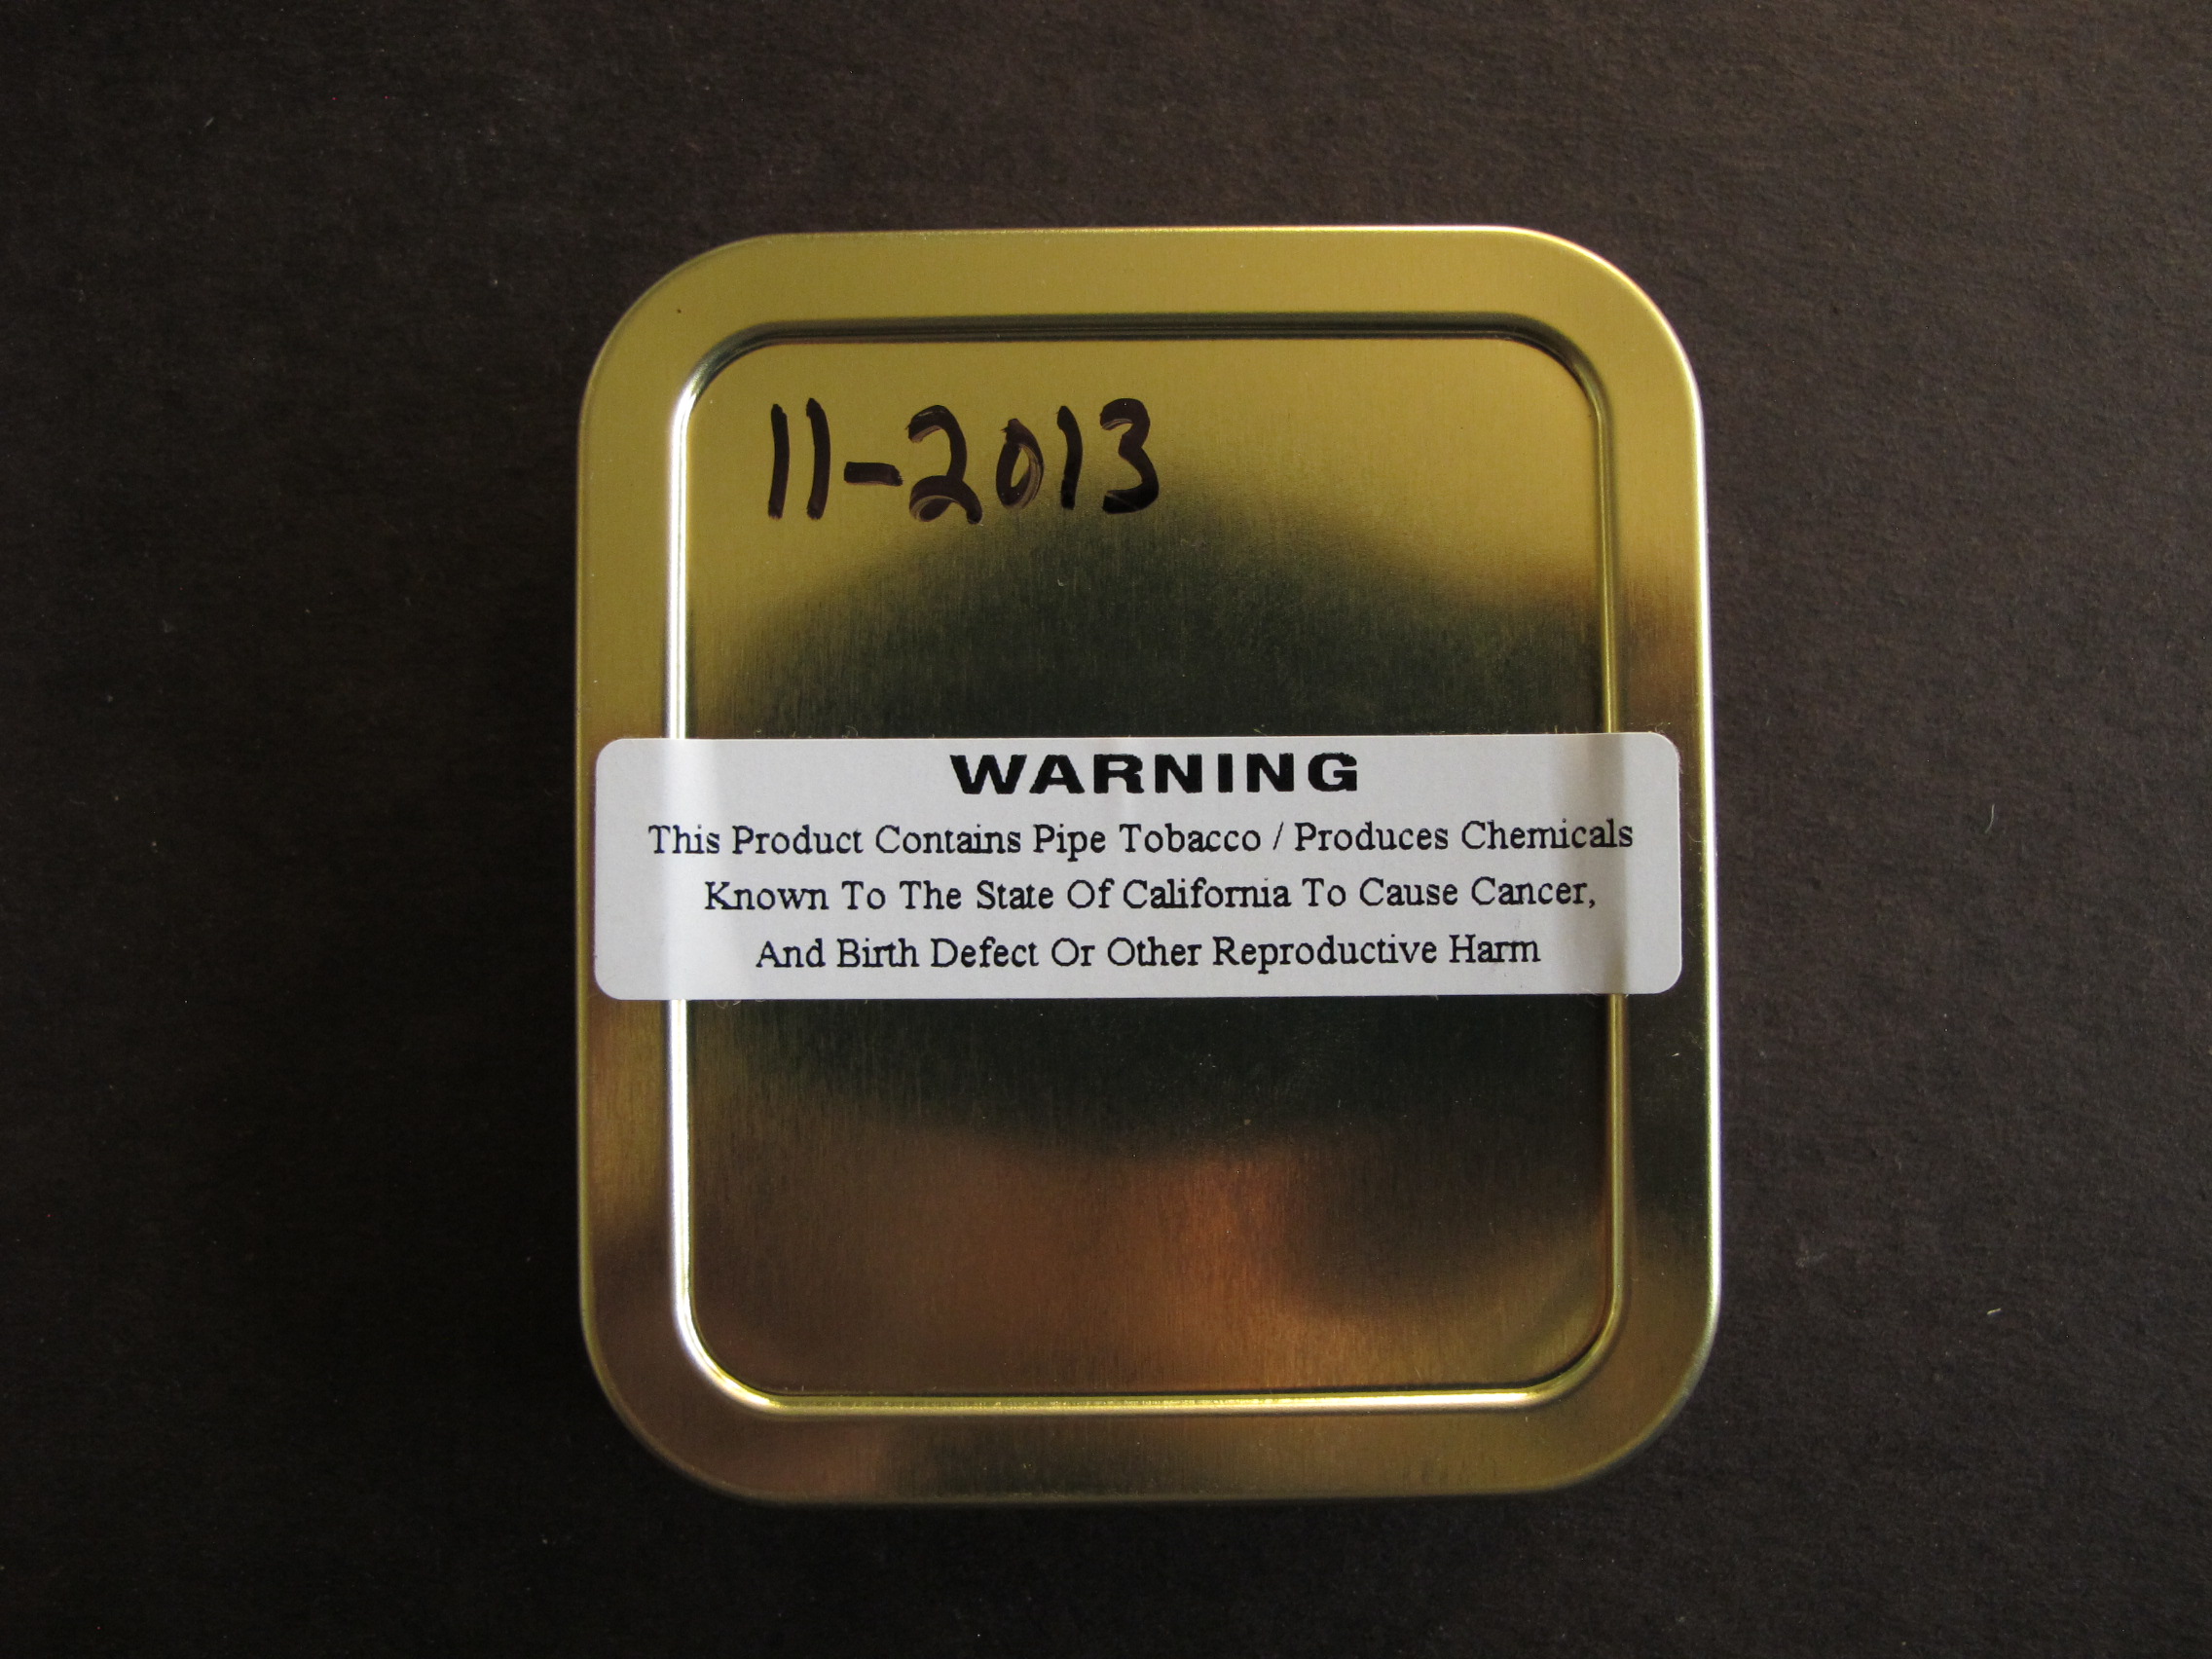 11-2013
WARNING
This Product Contains Pipe Tobacco / Produces Chemicals
Known To The State Of California To Cause Cancer,
And Birth Defect Or Other Reproductive Harm